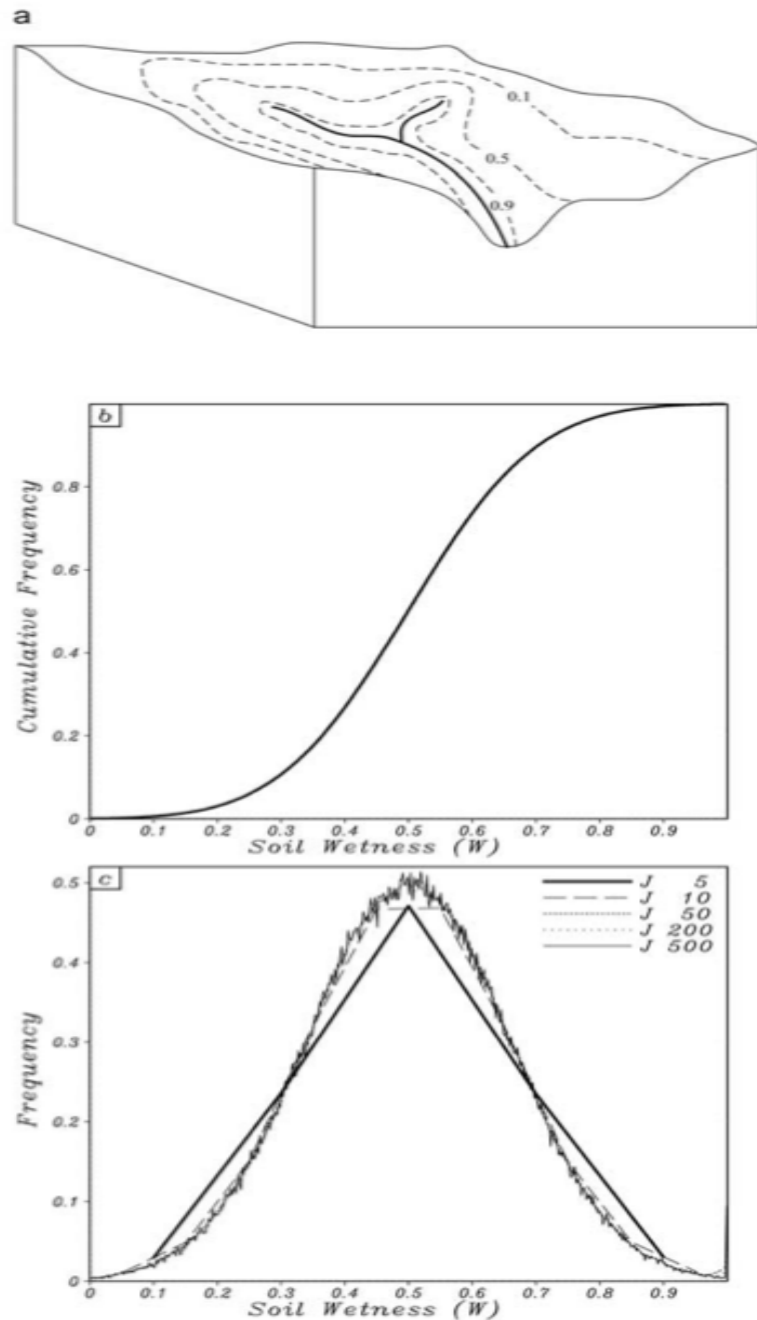 a
0.1
0.5
0.9
b
Cumulative Frequency
0.8
0.6
0.4
0.2
0
0 0.1 0.2 0.3 0.4 0.5 0.6 0.7 0.8 0.9
Soil Wetness (W)
c
Frequency
0.5
0.4
0.3
0.2
0.1
0
J 5
J 10
J 50
J 200
J 500
0 0.1 0.2 0.3 0.4 0.5 0.6 0.7 0.8 0.9
Soil Wetness (W)